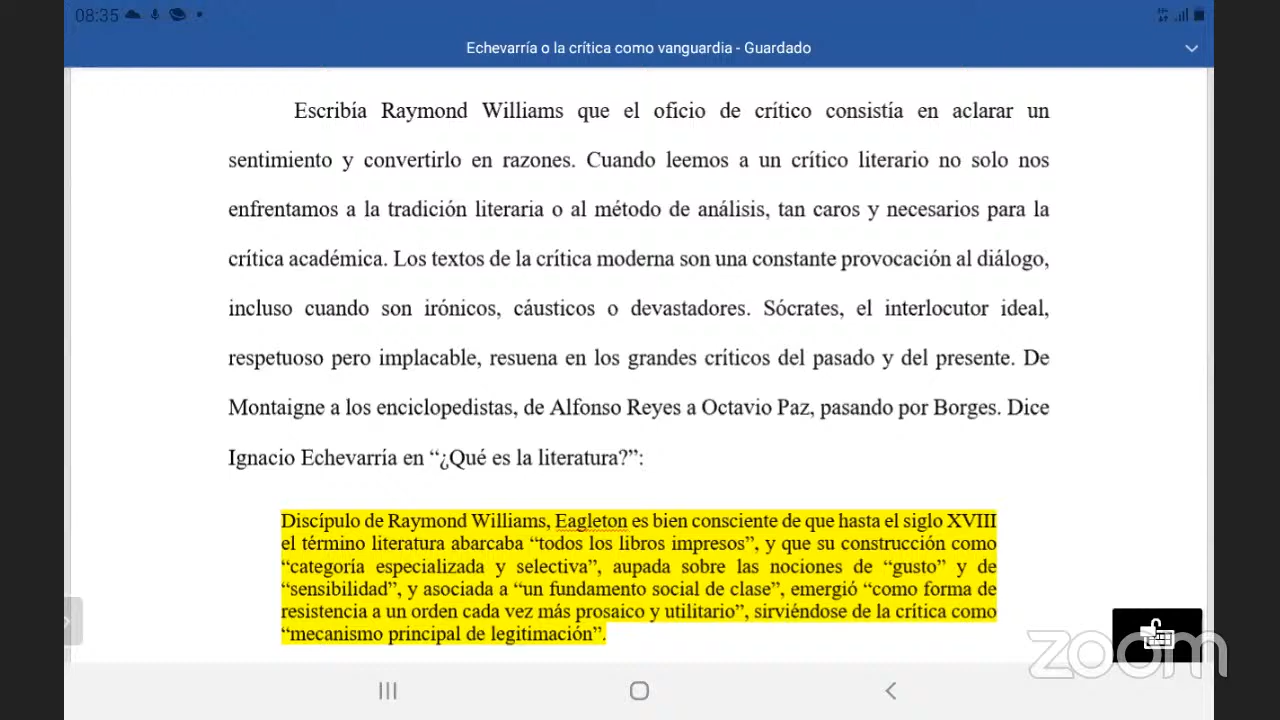 08:35
Echevarría o la crítica como vanguardia - Guardado
Escribía Raymond Williams que el oficio de crítico consistía en aclarar un
sentimiento y convertirlo en razones. Cuando leemos a un crítico literario no solo nos
enfrentamos a la tradición literaria o al método de análisis, tan caros y necesarios para la
crítica académica. Los textos de la crítica moderna son una constante provocación al diálogo,
incluso cuando son irónicos, cáusticos o devastadores. Sócrates, el interlocutor ideal,
respetuoso pero implacable, resuena en los grandes críticos del pasado y del presente. De
Montaigne a los enciclopedistas, de Alfonso Reyes a Octavio Paz, pasando por Borges. Dice
Ignacio Echevarría en “¿Qué es la literatura?”:
Discípulo de Raymond Williams, Eagleton es bien consciente de que hasta el siglo XVIII
el término literatura abarcaba “todos los libros impresos”, y que su construcción como
“categoría especializada y selectiva”, aupada sobre las nociones de “gusto” y de
“sensibilidad”, y asociada a “un fundamento social de clase”, emergió “como forma de
resistencia a un orden cada vez más prosaico y utilitario”, sirviéndose de la crítica como
“mecanismo principal de legitimación”.
zoom